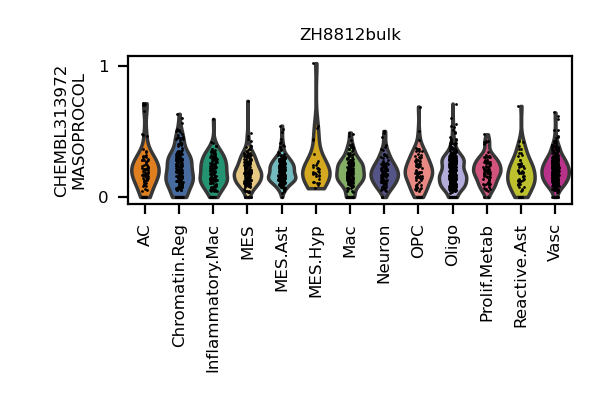 ZH8812bulk
CHEMBL313972
MASOPROCOL
1
0
AC
Chromatin.Reg
Inflammatory.Mac
MES
MES.Ast
MES.Hyp
Mac
Neuron
OPC
Oligo
Prolif.Metab
Reactive.Ast
Vasc